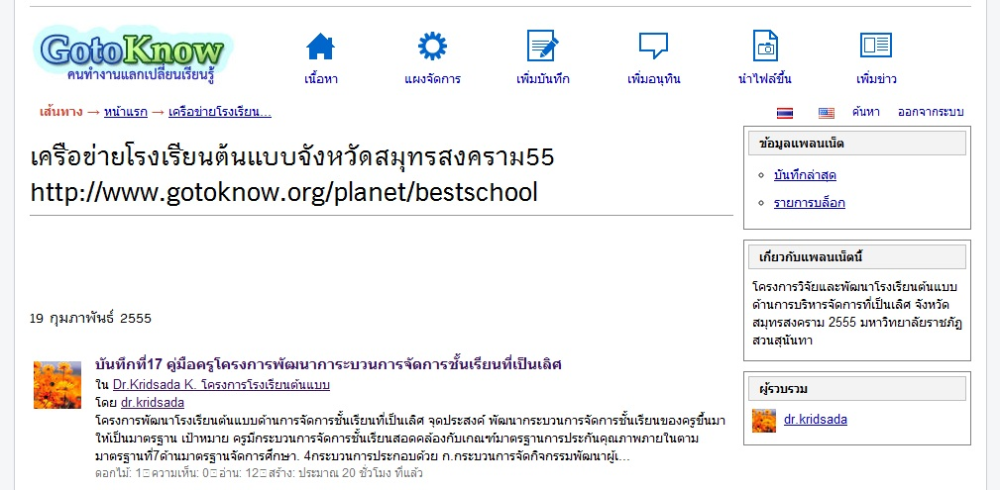 GotoKnow
คนทำงานแลกเปลี่ยนเรียนรู้
เนื้อหา
แผงจัดการ
เพิ่มบันทึก
เพิ่มอนุทิน
นำไฟล์ขึ้น
เพิ่มข่าว
เส้นทาง → หน้าแรก → เครือข่ายโรงเรียน...
ค้นหา ออกจากระบบ
เครือข่ายโรงเรียนต้นแบบจังหวัดสมุทรสงคราม55
http://www.gotoknow.org/planet/bestschool
19 กุมภาพันธ์ 2555
บันทึกที่17 คู่มือครูโครงการพัฒนาการะบวนการจัดการชั้นเรียนที่เป็นเลิศ
ใน Dr.Kridsada K. โครงการโรงเรียนต้นแบบ
โดย dr.kridsada
โครงการพัฒนาโรงเรียนต้นแบบด้านการจัดการชั้นเรียนที่เป็นเลิศ จุดประสงค์ พัฒนากระบวนการจัดการชั้นเรียนของครูขึ้นมา
ให้เป็นมาตรฐาน เป้าหมาย ครูมีกระบวนการจัดการชั้นเรียนสอดคล้องกับเกณฑ์มาตรฐานการประกันคุณภาพภายในตาม
มาตรฐานที่7ด้านมาตรฐานจัดการศึกษา. 4กระบวนการประกอบด้วย ก.กระบวนการจัดกิจกรรมพัฒนาผู้เ...
ดอกไม้: 1 ความเห็น: 0 อ่าน: 12 สร้าง: ประมาณ 20 ชั่วโมง ที่แล้ว
ข้อมูลแพลนเน็ต
บันทึกล่าสุด
รายการบล็อก
เกี่ยวกับแพลนเน็ตนี้
โครงการวิจัยและพัฒนาโรงเรียนต้นแบบ
ด้านการบริหารจัดการที่เป็นเลิศ จังหวัด
สมุทรสงคราม 2555 มหาวิทยาลัยราชภัฏ
สวนสุนันทา
ผู้รวบรวม
dr.kridsada